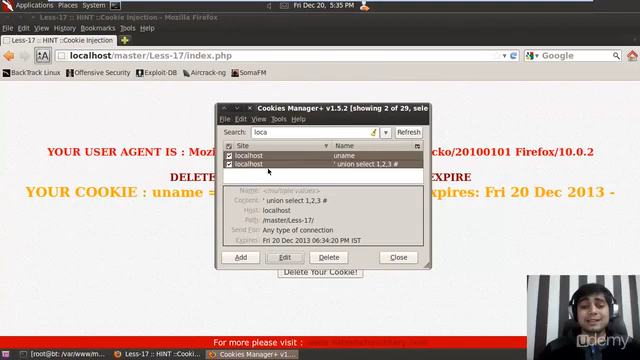 Less-17 :: HINT :Cookie Injection - Mozilla Firefox
Applications Places System
Fri Dec 20, 5:35 PM
File Edit View History Bookmarks Tools Help
Less-17 :: HINT :Cookie Injection
localhost/master/Less-17/index.php
Google
BackTrack Linux Offensive Security Exploit-DB Aircrack-ng SomaFM
Cookies Manager+ v1.5.2 [showing 2 of 29, sele
File Edit View Tools Help
Search: loca Refresh
Site Name
localhost uname
localhost ' union select 1,2,3 #
YOUR USER AGENT IS : Mozi
cko/20100101 Firefox/10.0.2
DELETE
EXPIRE
YOUR COOKIE : uname =
xpires: Fri 20 Dec 2013 -
Name: <multiple values>
Content: ' union select 1,2,3 #
Host: localhost
Path: /master/Less-17/
Send For: Any type of connection
Expires: Fri 20 Dec 2013 06:34:20 PM IST
Add Edit Delete Close
Delete Your Cookie!
For more please visit :
[root@bt: /var/www/m...
Less-17 :: HINT :Cooki...
Cookies Manager+ v1....
udemy